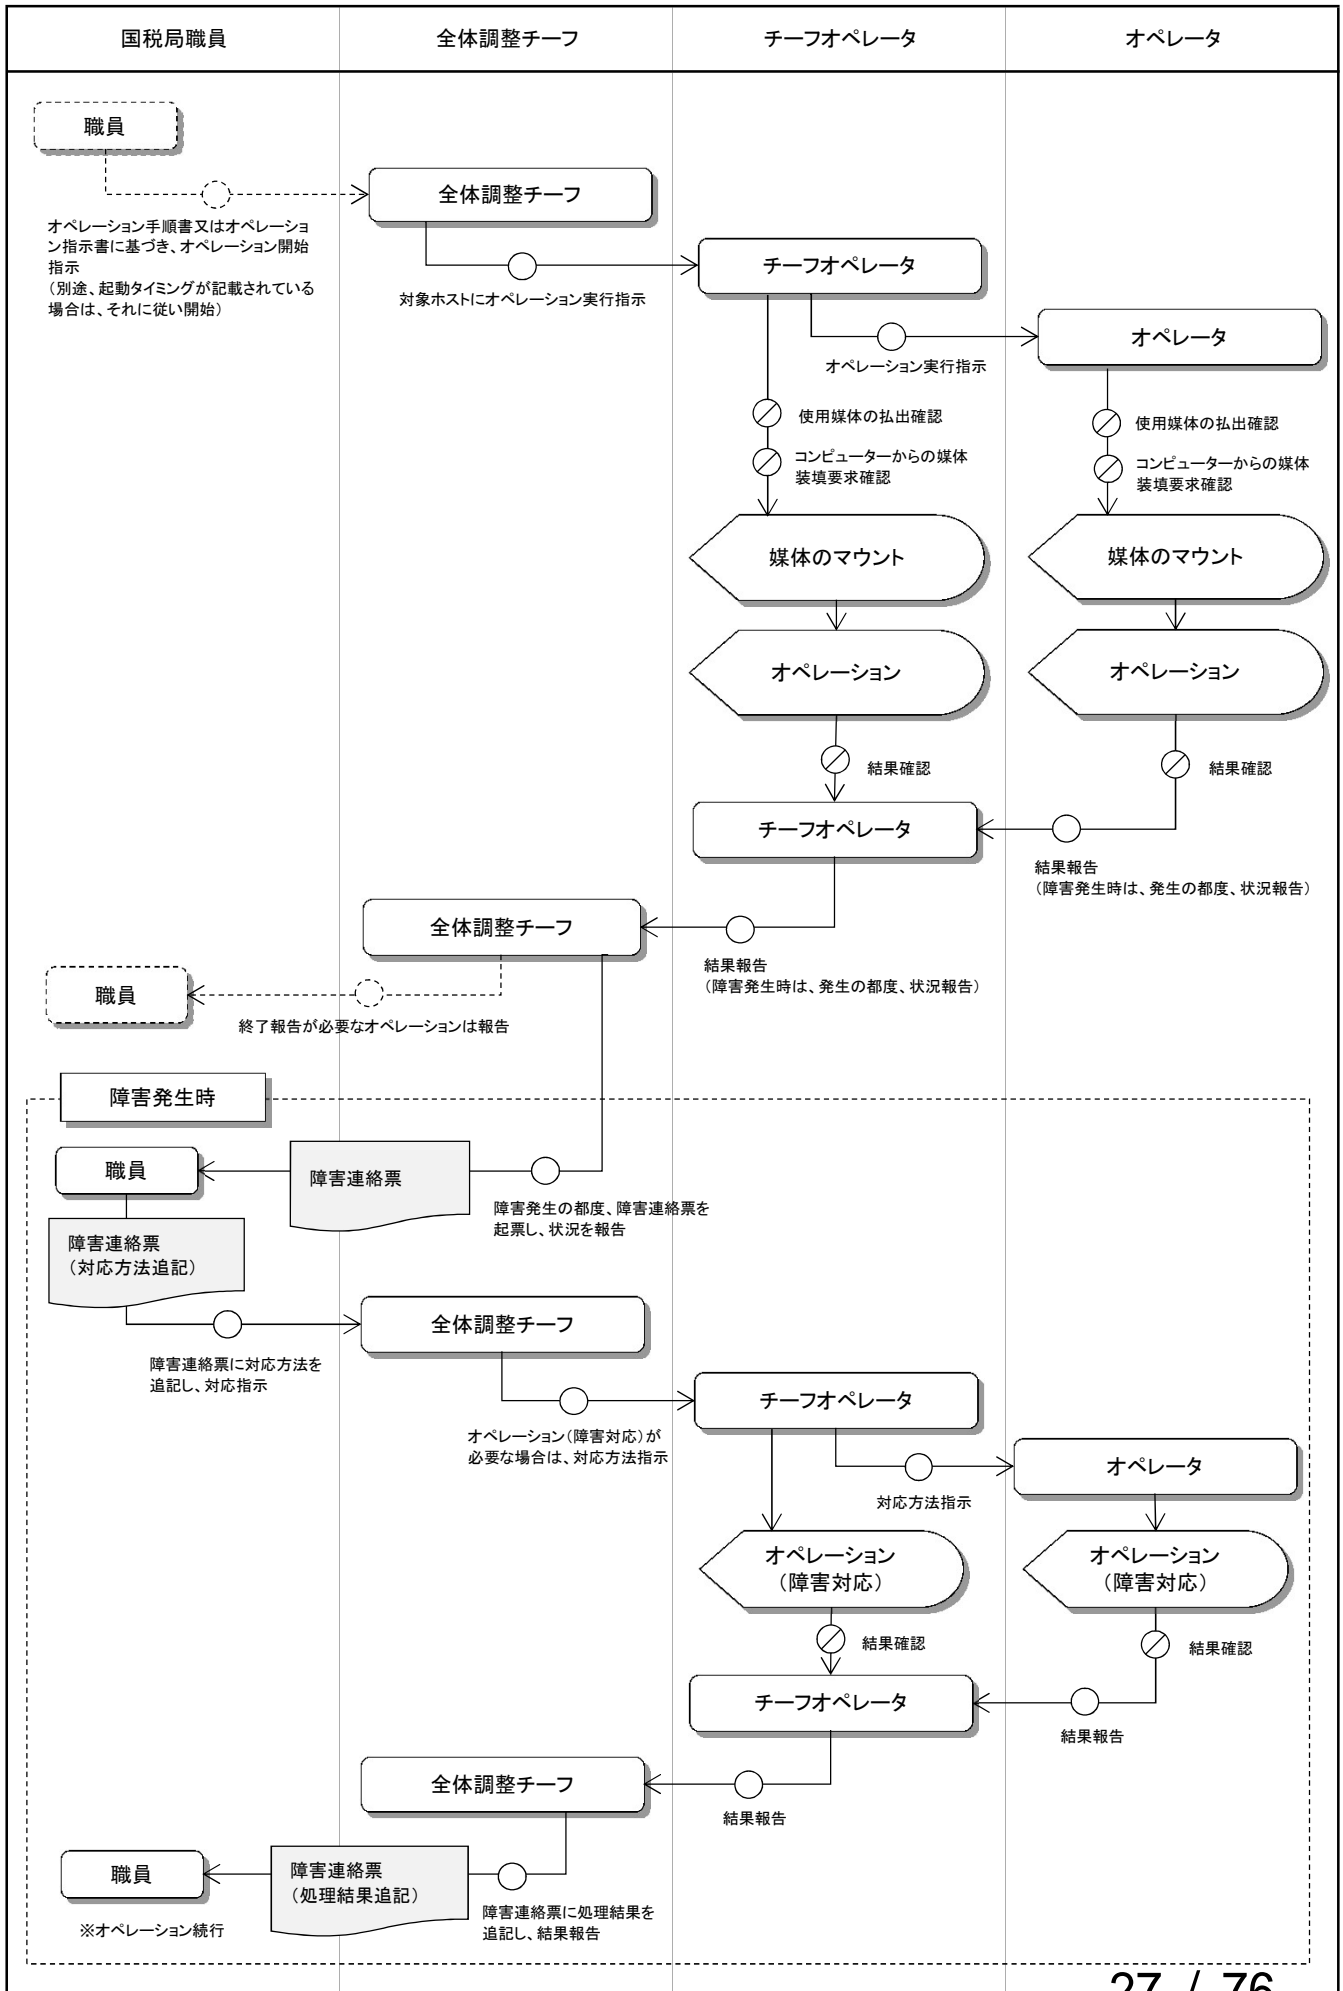 国税局職員
全体調整チーフ
チーフオペレータ
オペレータ
職員
全体調整チーフ
オペレーション手順書又はオペレーショ
ン指示書に基づき、オペレーション開始
指示
（別途、起動タイミングが記載されている
場合は、それに従い開始）
チーフオペレータ
対象ホストにオペレーション実行指示
オペレータ
オペレーション実行指示
使用媒体の払出確認
コンピューターからの媒体
装填要求確認
使用媒体の払出確認
コンピューターからの媒体
装填要求確認
媒体のマウント
媒体のマウント
オペレーション
オペレーション
結果確認
結果確認
チーフオペレータ
結果報告
（障害発生時は、発生の都度、状況報告）
全体調整チーフ
結果報告
（障害発生時は、発生の都度、状況報告）
職員
終了報告が必要なオペレーションは報告
障害発生時
職員
障害連絡票
障害発生の都度、障害連絡票を
起票し、状況を報告
障害連絡票
（対応方法追記）
全体調整チーフ
障害連絡票に対応方法を
追記し、対応指示
チーフオペレータ
オペレーション（障害対応）が
必要な場合は、対応方法指示
オペレータ
対応方法指示
オペレーション
（障害対応）
オペレーション
（障害対応）
結果確認
結果確認
チーフオペレータ
結果報告
全体調整チーフ
結果報告
職員
障害連絡票
（処理結果追記）
障害連絡票に処理結果を
追記し、結果報告
※オペレーション続行
27 / 76